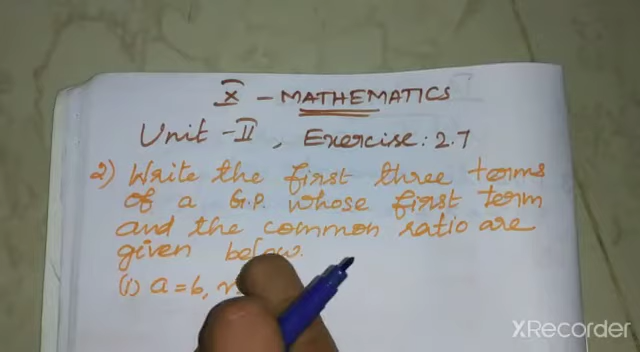 X - MATHEMATICS
Unit - II, Exercise: 2.7
2) Write the first three terms
of a G.P. whose first term
and the common ratio are
given below.
(i) a = 6, r
XRecorder